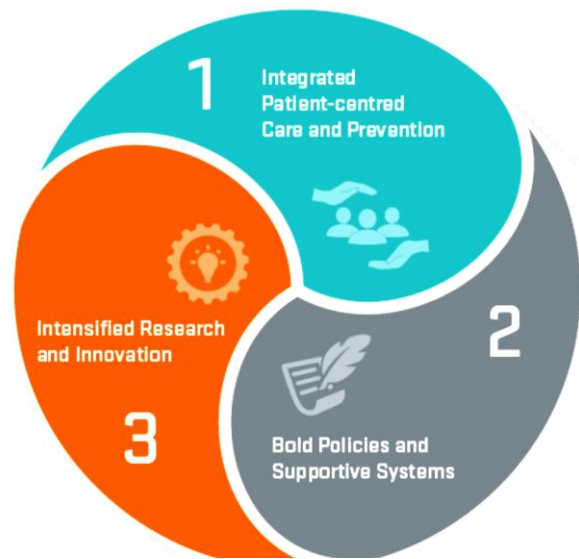 1
Integrated
Patient-centred
Care and Prevention
2
Bold Policies and
Supportive Systems
3
Intensified Research
and Innovation